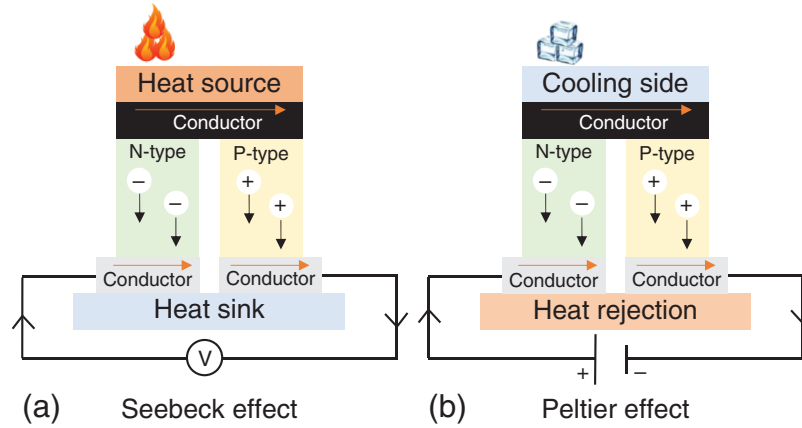 Heat source
Conductor
N-type
P-type
−
−
+
+
Conductor
Conductor
Heat sink
V
(a)
Seebeck effect
Cooling side
Conductor
N-type
P-type
−
−
+
+
Conductor
Conductor
Heat rejection
+
−
(b)
Peltier effect